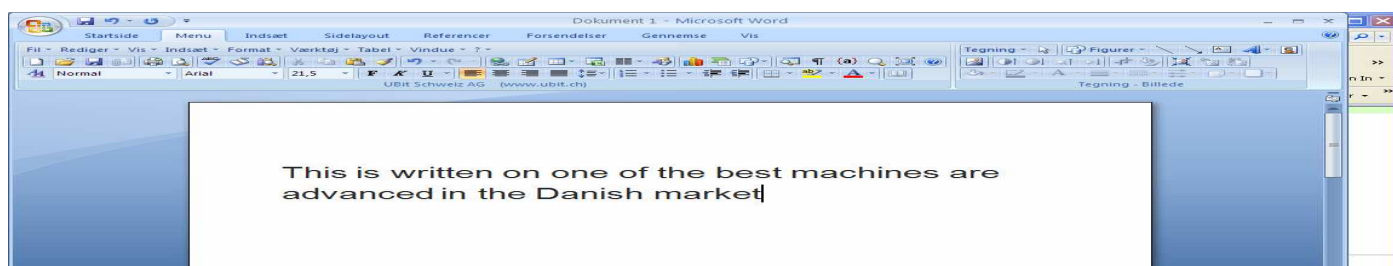 Dokument 1 - Microsoft Word
Startside Menu Indsæt Sidelayout Referencer Forsendelser Gennemse Vis
Fil Rediger Vis Indsæt Format Værktøj Tabel Vindue ?
Tegning Figurer
Normal Arial 21,5 F K U
UBit Schweiz AG (www.ubit.ch)
Tegning - Billede
n In
r
This is written on one of the best machines are
advanced in the Danish market